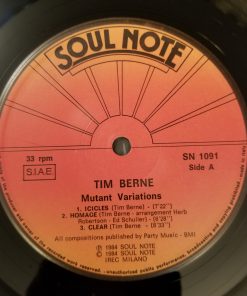 SOUL NOTE
33 rpm
SN 1091
S.I.A.E
Side A
TIM BERNE
Mutant Variations
1. ICICLES (Tim Berne) - (7'22'')
2. HOMAGE (Tim Berne - arrangement Herb
Robertson - Ed Schuller) - (6'28'')
3. CLEAR (Tim Berne) - (8'33'')
All compositions published by Party Music - BMI
℗ 1984 SOUL NOTE
© 1984 SOUL NOTE
IREC MILANO